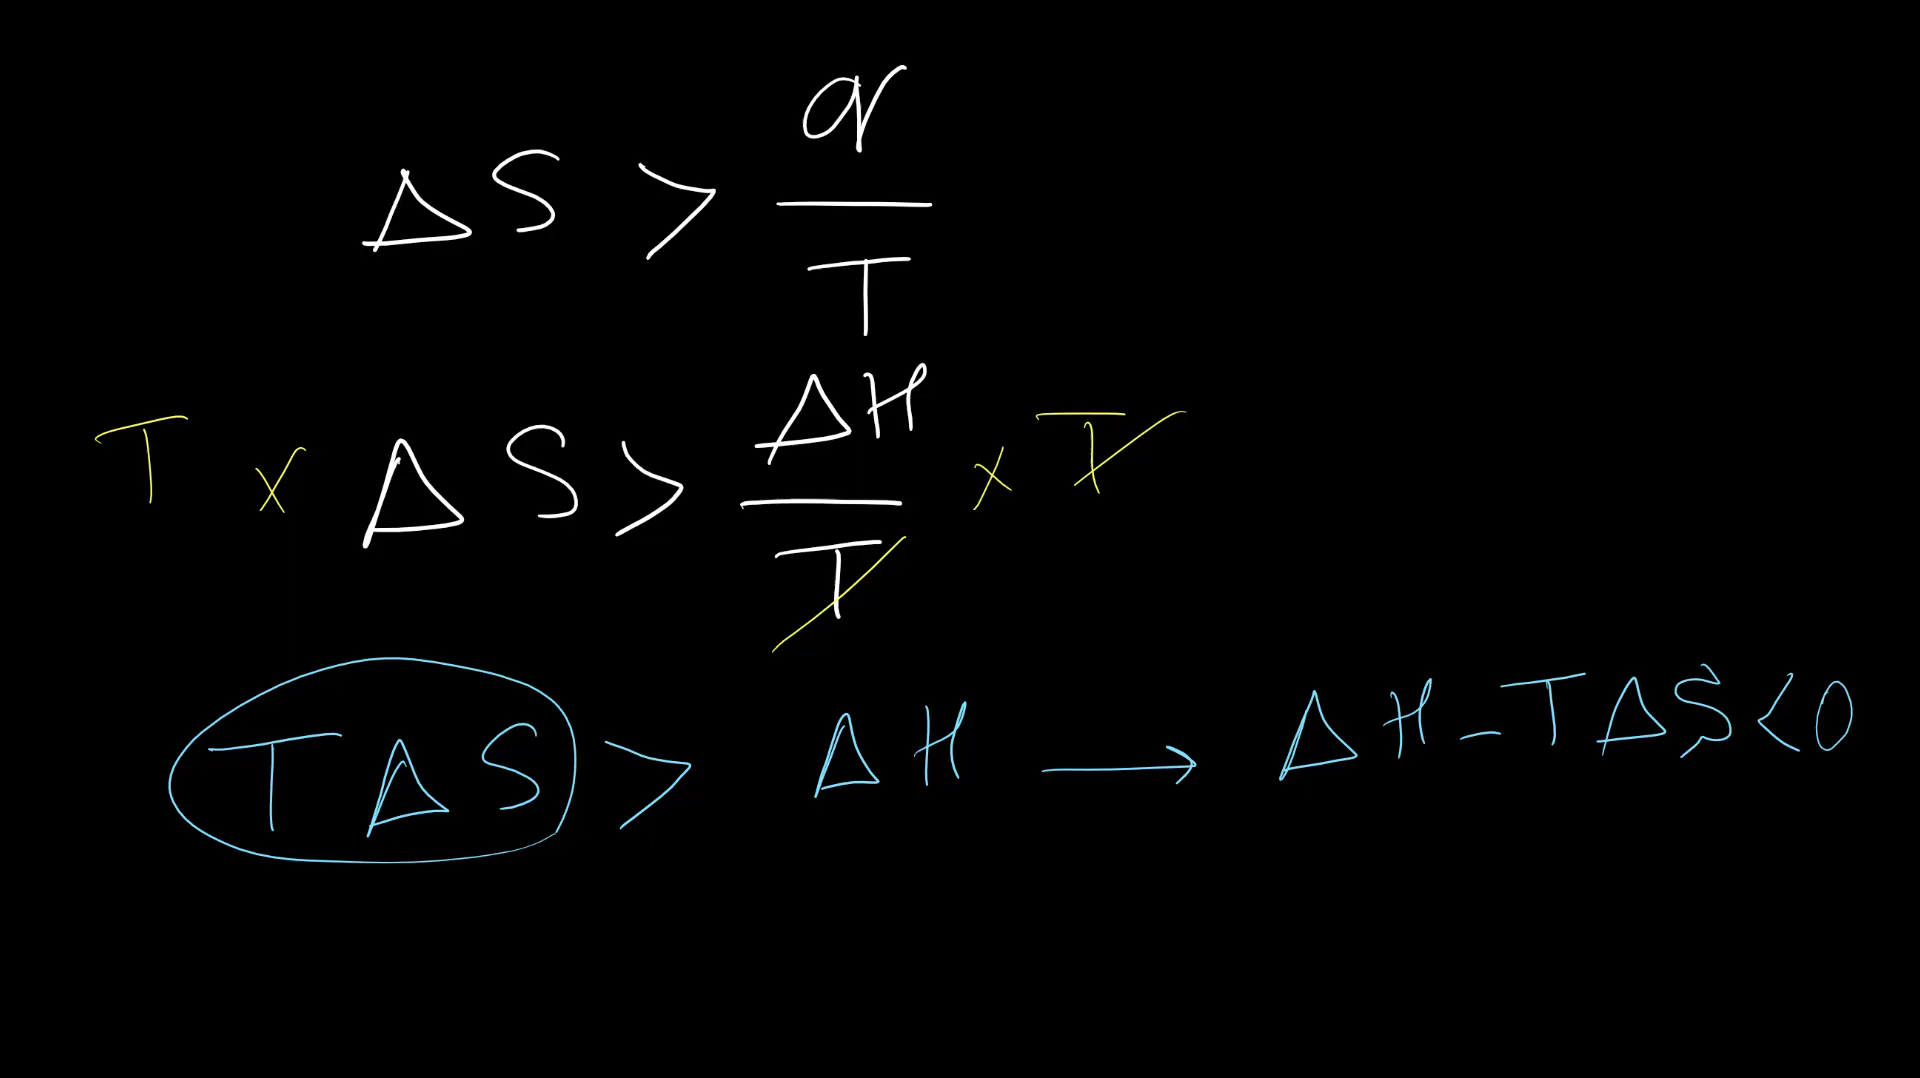 ΔS > q/T
T x ΔS > ΔH/T x T
TΔS > ΔH → ΔH - TΔS < 0